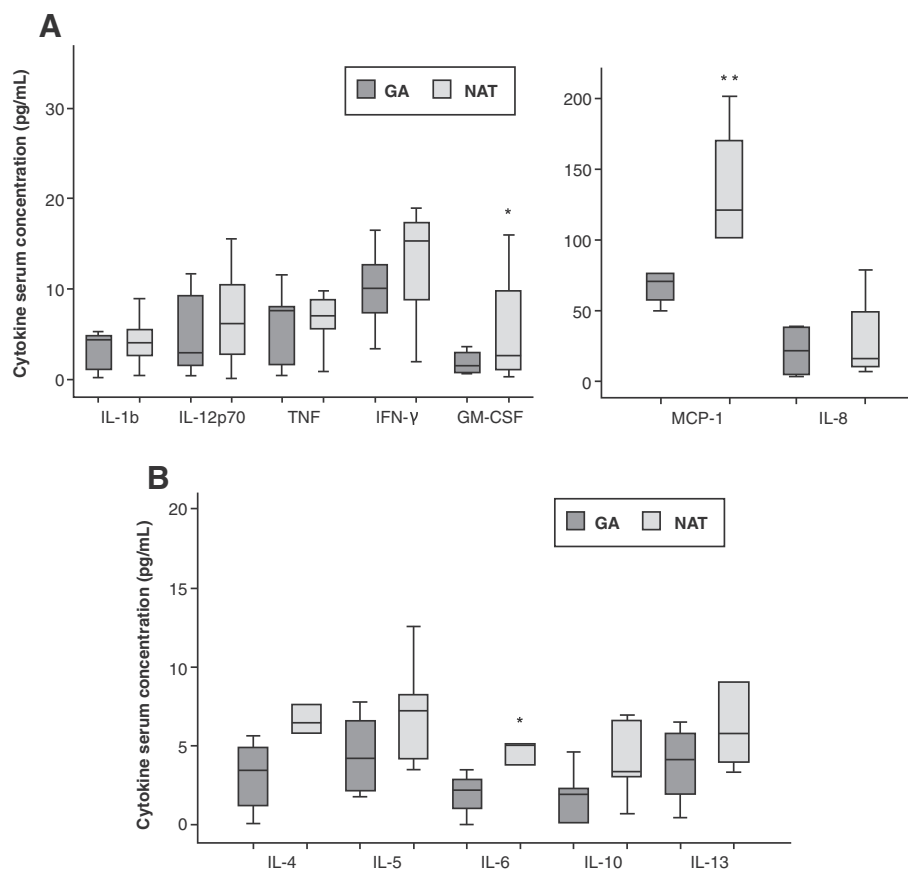 A
Cytokine serum concentration (pg/mL)
30
20
10
0
GA NAT
*
IL-1b IL-12p70 TNF IFN-γ GM-CSF
200
150
100
50
0
* *
MCP-1 IL-8
B
Cytokine serum concentration (pg/mL)
20
15
10
5
0
GA NAT
*
IL-4 IL-5 IL-6 IL-10 IL-13